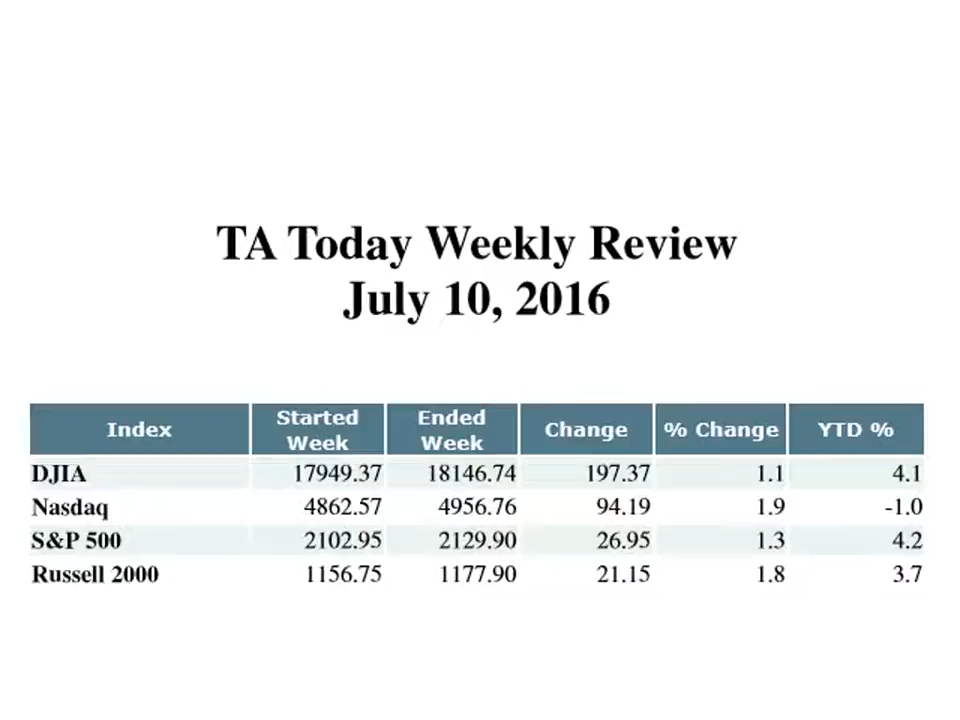 TA Today Weekly Review
July 10, 2016
Index Started Week Ended Week Change % Change YTD %
DJIA 17949.37 18146.74 197.37 1.1 4.1
Nasdaq 4862.57 4956.76 94.19 1.9 -1.0
S&P 500 2102.95 2129.90 26.95 1.3 4.2
Russell 2000 1156.75 1177.90 21.15 1.8 3.7